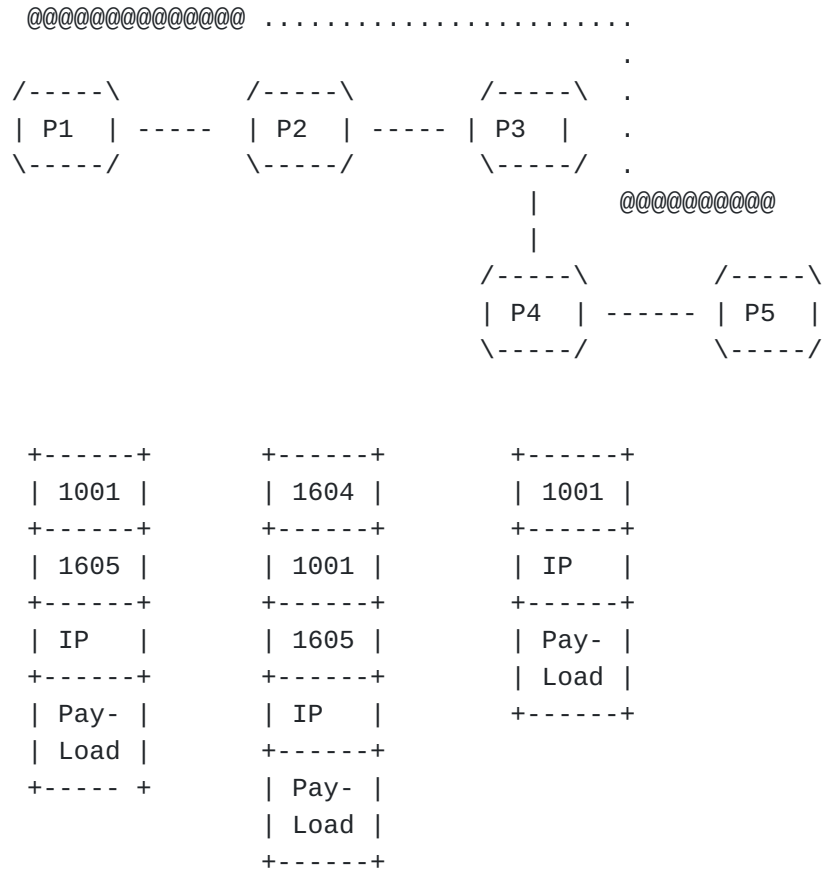 @@@@@@@@@@@@@@ ........................
.
/-----\ /-----\ /-----\ .
| P1 | ----- | P2 | ----- | P3 | .
\-----/ \-----/ \-----/ .
| @@@@@@@@@@
|
/-----\ /-----\
| P4 | ------ | P5 |
\-----/ \-----/
+------+ +------+ +------+
| 1001 | | 1604 | | 1001 |
+------+ +------+ +------+
| 1605 | | 1001 | | IP |
+------+ +------+ +------+
| IP | | 1605 | | Pay- |
+------+ +------+ | Load |
| Pay- | | IP | +------+
| Load | +------+
+----- + | Pay- |
| Load |
+------+